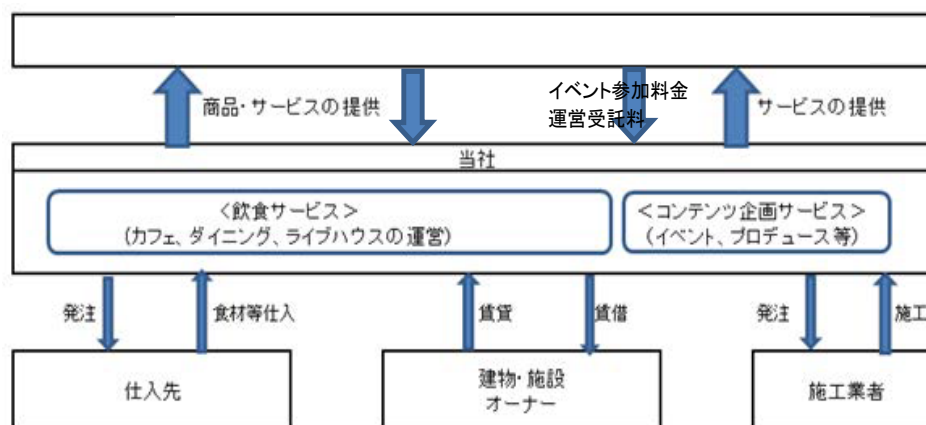 商品・サービスの提供
イベント参加料金
運営受託料
サービスの提供
当社
＜飲食サービス＞
(カフェ、ダイニング、ライブハウスの運営)
＜コンテンツ企画サービス＞
(イベント、プロデュース等)
発注
食材等仕入
賃貸
賃借
発注
施工
仕入先
建物・施設
オーナー
施工業者